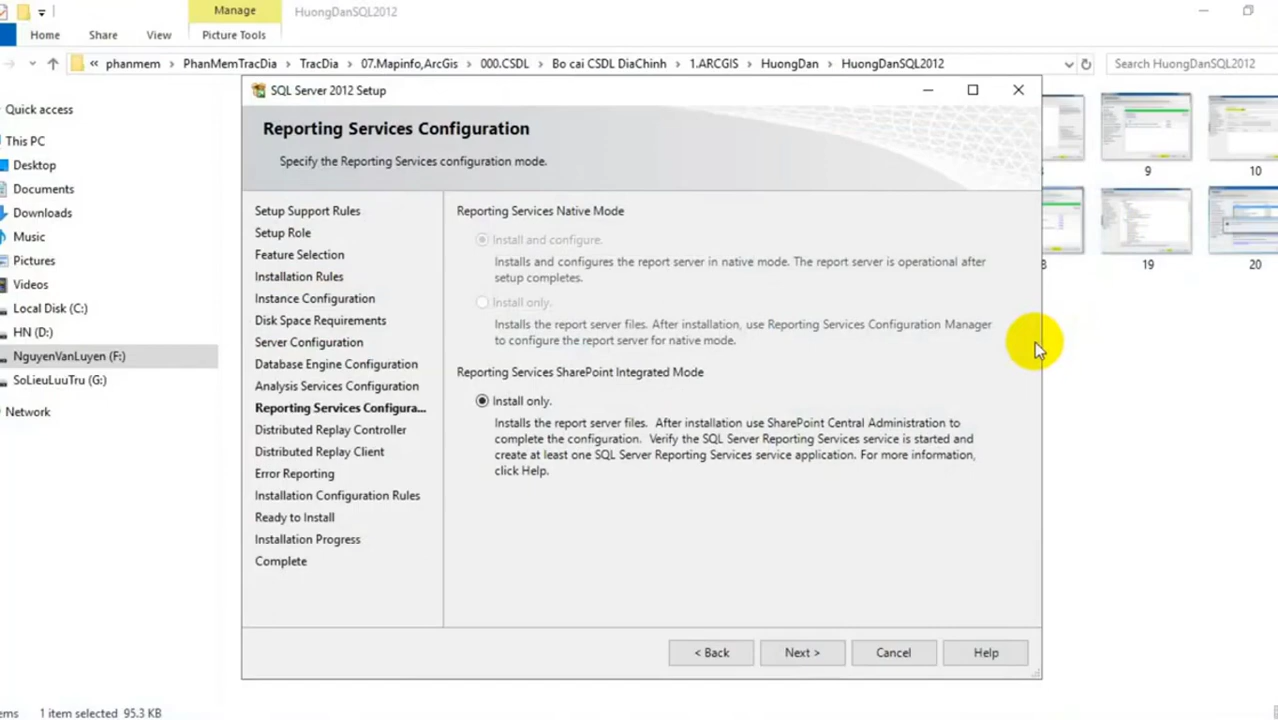 Manage
HuongDanSQL2012
Home
Share
View
Picture Tools
« phanmem > PhanMemTracDia > TracDia > 07.Mapinfo,ArcGis > 000.CSDL > Bo cai CSDL DiaChinh > 1.ARCGIS > HuongDan > HuongDanSQL2012
Search HuongDanSQL2012
Quick access
This PC
Desktop
Documents
Downloads
Music
Pictures
Videos
Local Disk (C:)
HN (D:)
NguyenVanLuyen (F:)
SoLieuLuuTru (G:)
Network
SQL Server 2012 Setup
Reporting Services Configuration
Specify the Reporting Services configuration mode.
Setup Support Rules
Setup Role
Feature Selection
Installation Rules
Instance Configuration
Disk Space Requirements
Server Configuration
Database Engine Configuration
Analysis Services Configuration
Reporting Services Configura...
Distributed Replay Controller
Distributed Replay Client
Error Reporting
Installation Configuration Rules
Ready to Install
Installation Progress
Complete
Reporting Services Native Mode
Install and configure.
Installs and configures the report server in native mode. The report server is operational after
setup completes.
Install only.
Installs the report server files. After installation, use Reporting Services Configuration Manager
to configure the report server for native mode.
Reporting Services SharePoint Integrated Mode
Install only.
Installs the report server files. After installation use SharePoint Central Administration to
complete the configuration. Verify the SQL Server Reporting Services service is started and
create at least one SQL Server Reporting Services service application. For more information,
click Help.
< Back
Next >
Cancel
Help
9
10
19
20
1 item selected 95.3 KB